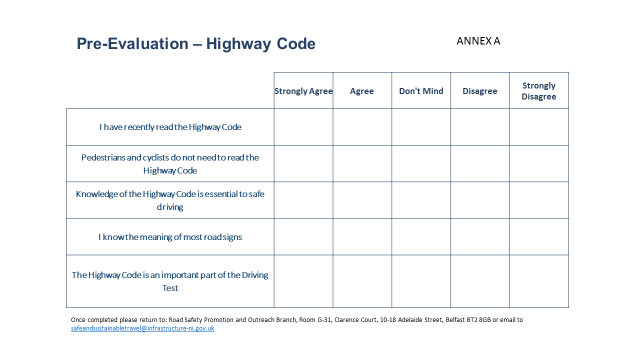 Pre-Evaluation – Highway Code
ANNEX A
Strongly Agree Agree Don't Mind Disagree Strongly
Disagree
I have recently read the Highway Code
Pedestrians and cyclists do not need to read the
Highway Code
Knowledge of the Highway Code is essential to safe
driving
I know the meaning of most road signs
The Highway Code is an important part of the Driving
Test
Once completed please return to: Road Safety Promotion and Outreach Branch, Room G-31, Clarence Court, 10-18 Adelaide Street, Belfast BT2 8GB or email to
safeandsustainabletravel@infrastructure-ni.gov.uk